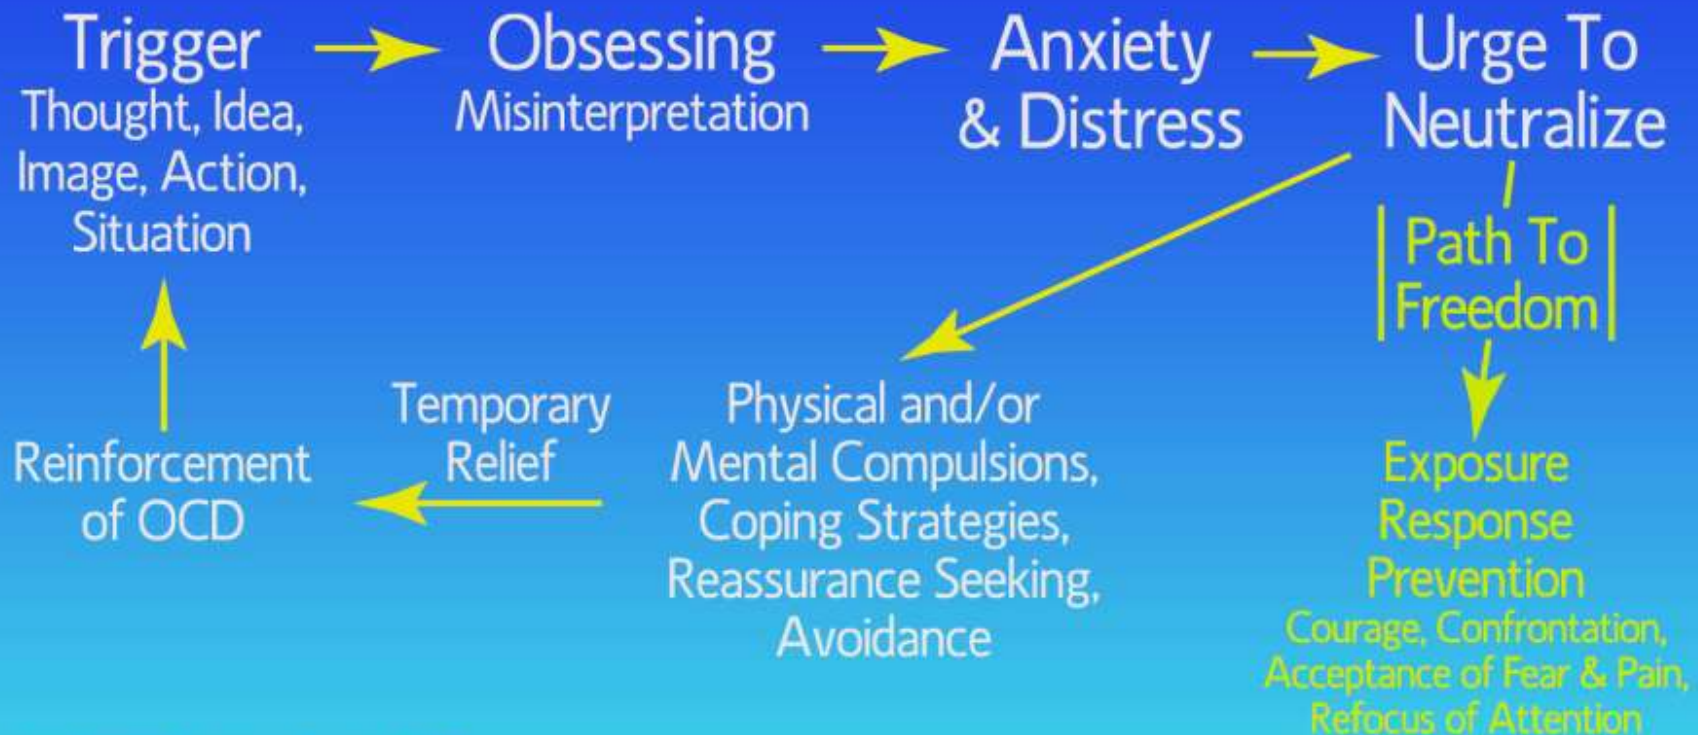 Trigger
Thought, Idea,
Image, Action,
Situation
Obsessing
Misinterpretation
Anxiety
& Distress
Urge To
Neutralize
Path To
Freedom
Exposure
Response
Prevention
Courage, Confrontation,
Acceptance of Fear & Pain,
Refocus of Attention
Physical and/or
Mental Compulsions,
Coping Strategies,
Reassurance Seeking,
Avoidance
Temporary
Relief
Reinforcement
of OCD